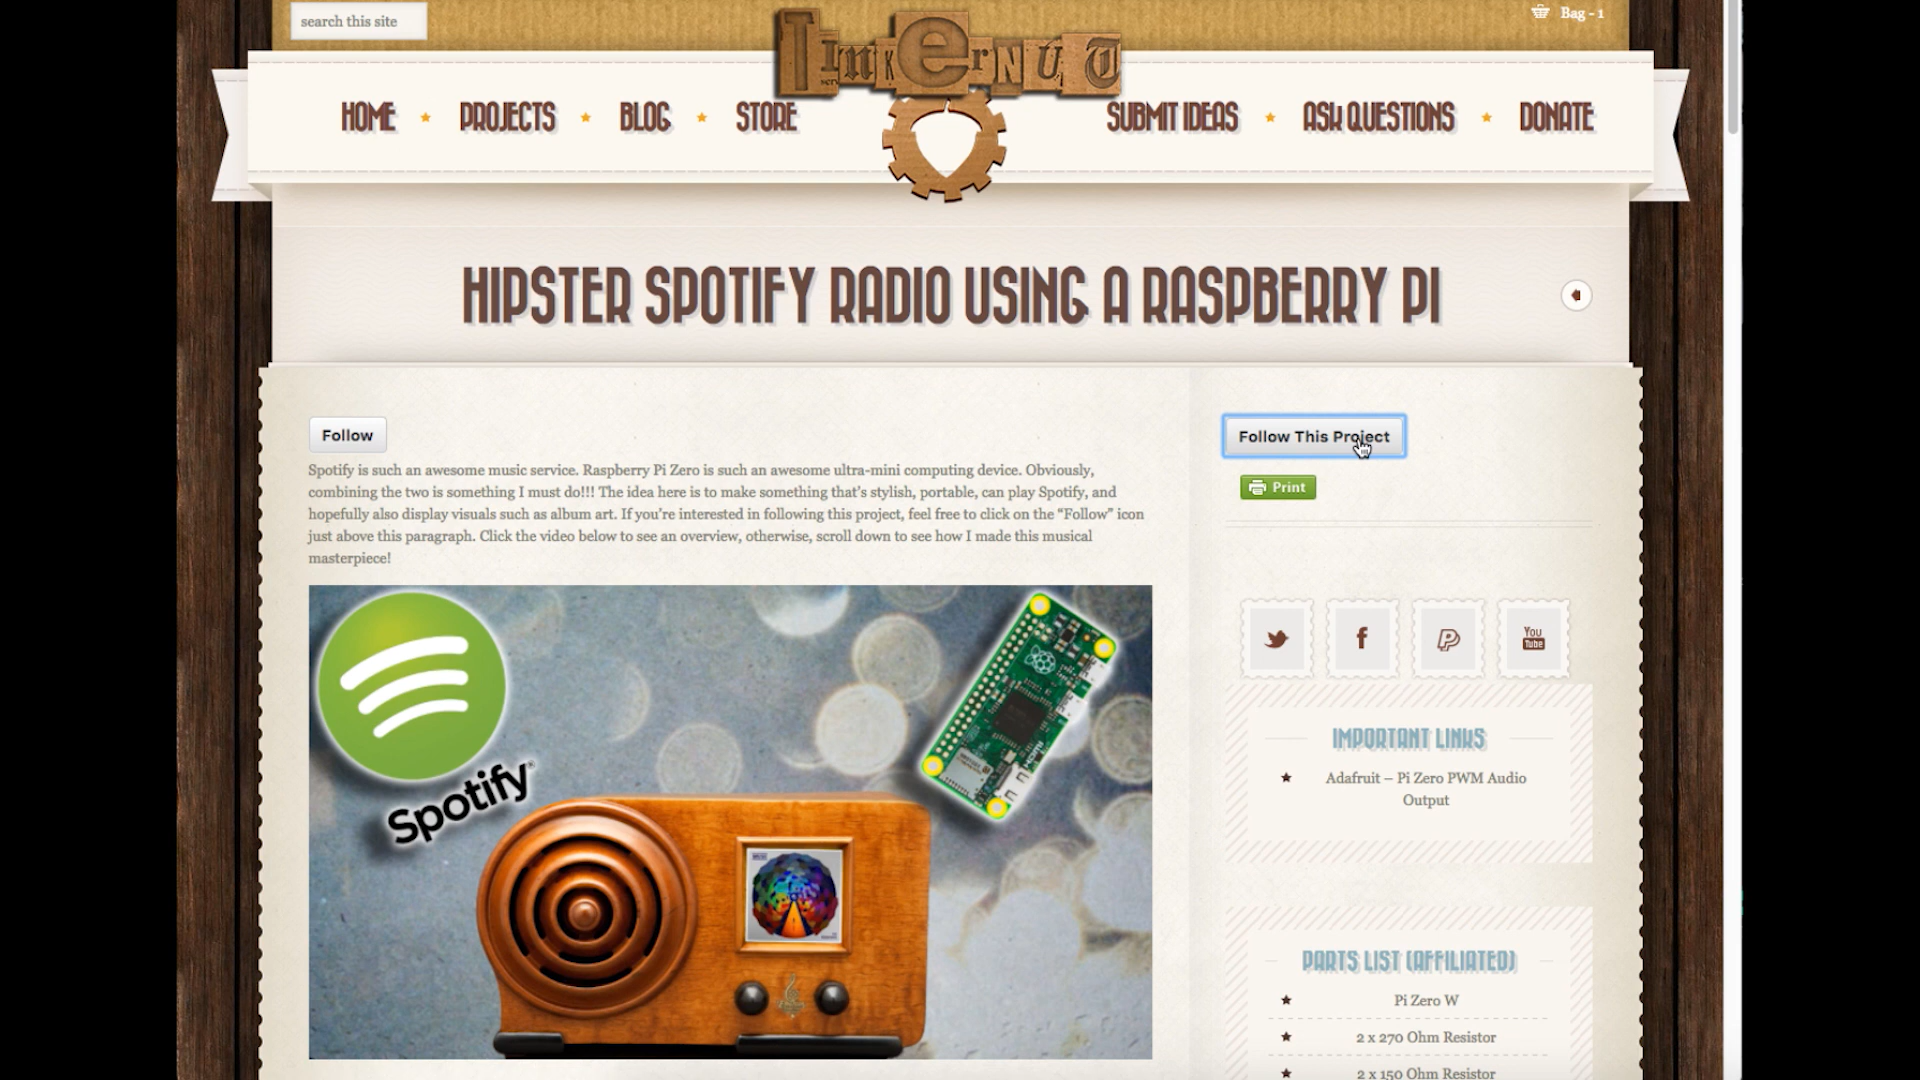 search this site
Bag - 1
TinkErNUT
HOME
PROJECTS
BLOG
STORE
SUBMIT IDEAS
ASK QUESTIONS
DONATE
HIPSTER SPOTIFY RADIO USING A RASPBERRY PI
Follow
Spotify is such an awesome music service. Raspberry Pi Zero is such an awesome ultra-mini computing device. Obviously,
combining the two is something I must do!!! The idea here is to make something that's stylish, portable, can play Spotify, and
hopefully also display visuals such as album art. If you're interested in following this project, feel free to click on the “Follow” icon
just above this paragraph. Click the video below to see an overview, otherwise, scroll down to see how I made this musical
masterpiece!
Spotify
Follow This Project
Print
You
Tube
IMPORTANT LINKS
Adafruit – Pi Zero PWM Audio
Output
PARTS LIST (AFFILIATED)
Pi Zero W
2 x 270 Ohm Resistor
2 x 150 Ohm Resistor